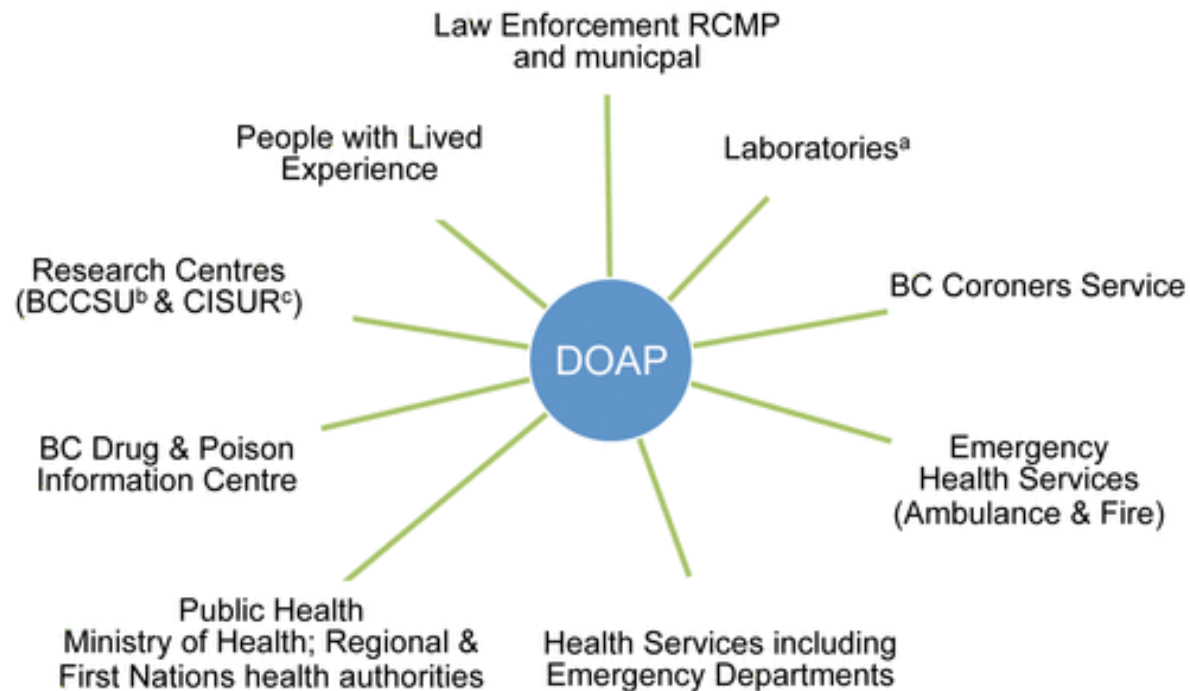 Law Enforcement RCMP
and municpal
People with Lived
Experience
Laboratoriesᵃ
Research Centres
(BCCSUᵇ & CISURᶜ)
BC Coroners Service
DOAP
BC Drug & Poison
Information Centre
Emergency
Health Services
(Ambulance & Fire)
Public Health
Ministry of Health; Regional &
First Nations health authorities
Health Services including
Emergency Departments